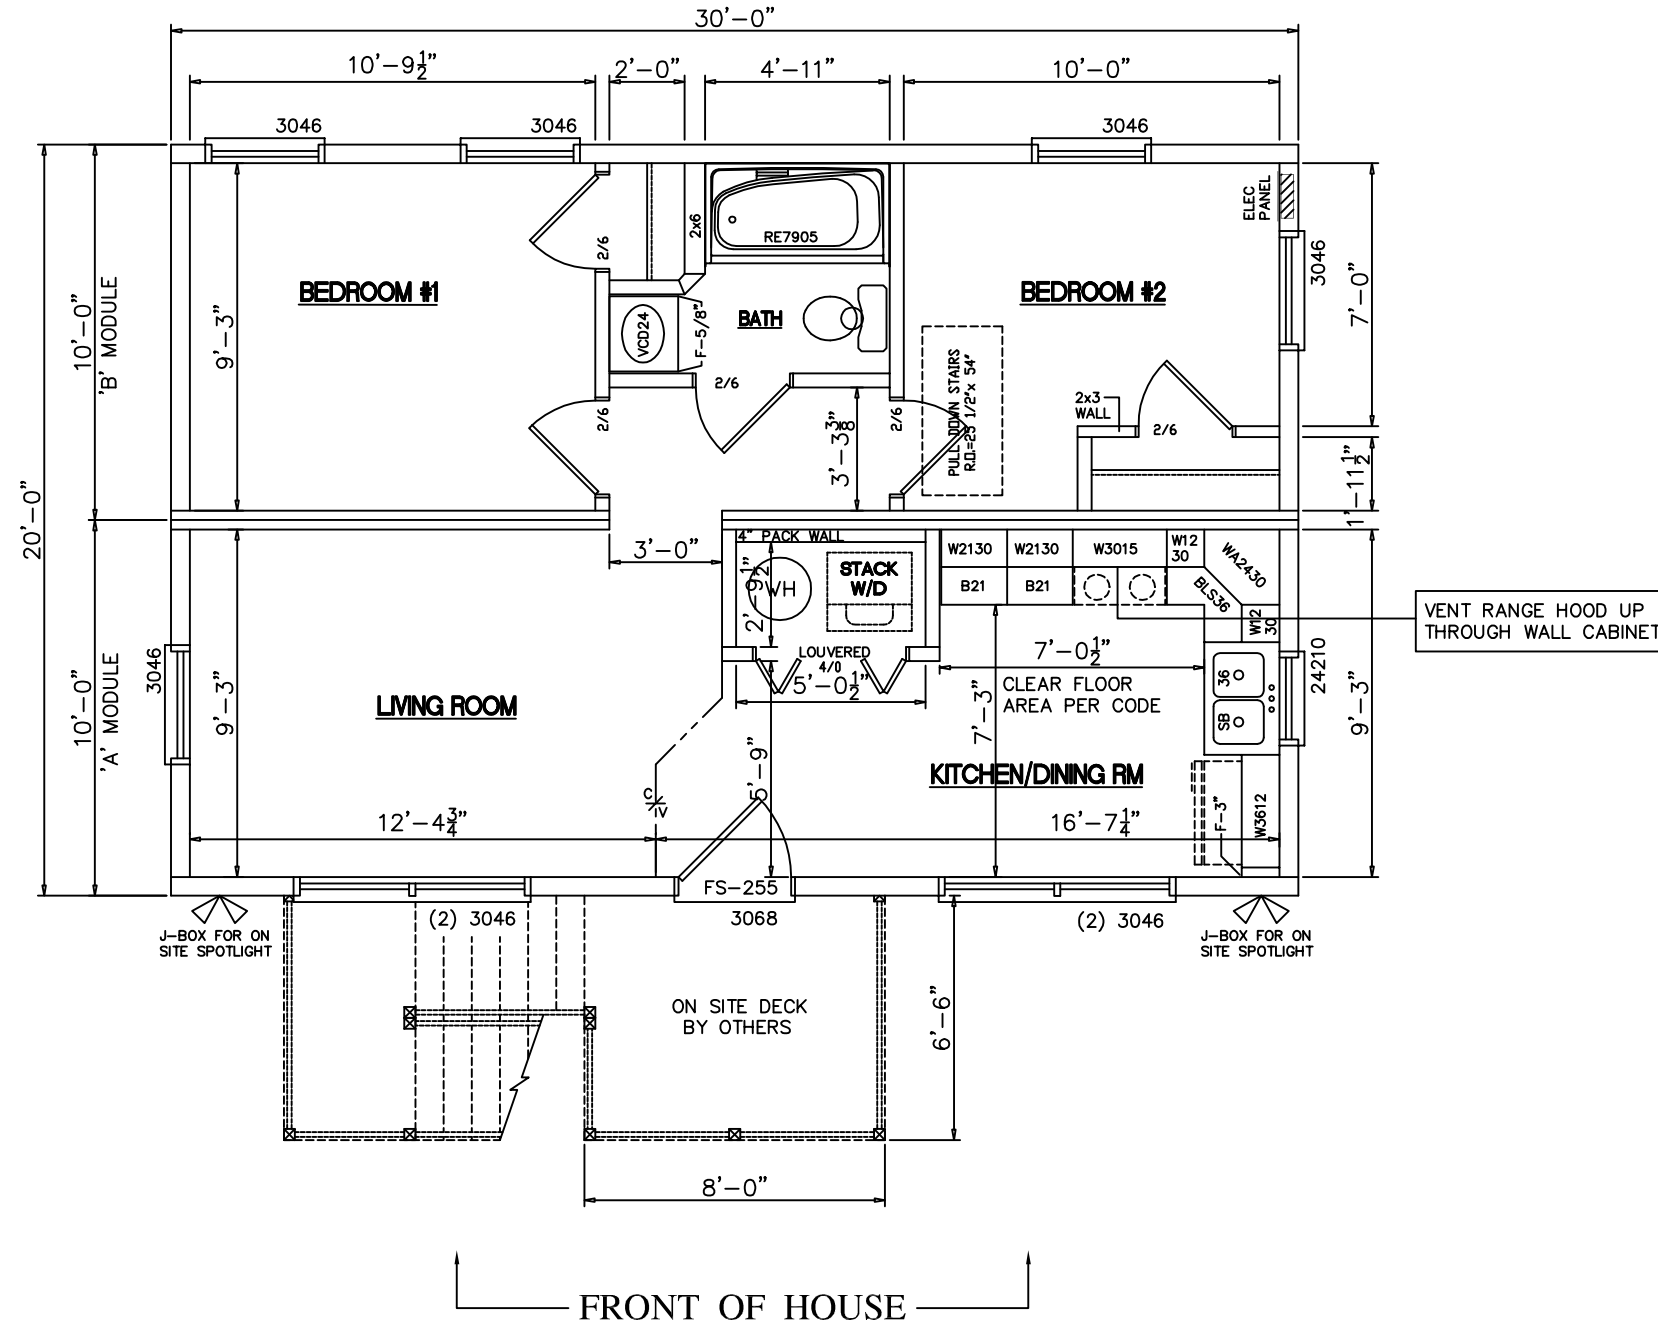 30'-0"
10'-9 1/2"
2'-0"
4'-11"
10'-0"
3046
3046
3046
ELEC
PANEL
2x6
RE7905
2/6
3046
20'-0"
10'-0"
'B' MODULE
9'-3"
BEDROOM #1
VCD24
F-5/8"
BATH
BEDROOM #2
7'-0"
PULL DOWN STAIRS
R.O.=25 1/2"x 54"
2/6
2/6
2/6
2x3
WALL
2/6
3'-3 3/8"
1'-11 1/2"
3'-0"
4" PACK WALL
2'-9 1/2"
WH
STACK
W/D
W2130
W2130
W3015
W12
30
WA2430
B21
B21
BLS36
W12
30
VENT RANGE HOOD UP
THROUGH WALL CABINET
10'-0"
'A' MODULE
3046
9'-3"
LIVING ROOM
LOUVERED
4/0
5'-0 1/2"
7'-0 1/2"
CLEAR FLOOR
AREA PER CODE
7'-3"
36
SB
24210
9'-3"
5'-9"
KITCHEN/DINING RM
C
V
F-3"
W3612
12'-4 3/4"
16'-7 1/4"
FS-255
(2) 3046
3068
(2) 3046
J-BOX FOR ON
SITE SPOTLIGHT
J-BOX FOR ON
SITE SPOTLIGHT
ON SITE DECK
BY OTHERS
6'-6"
8'-0"
FRONT OF HOUSE